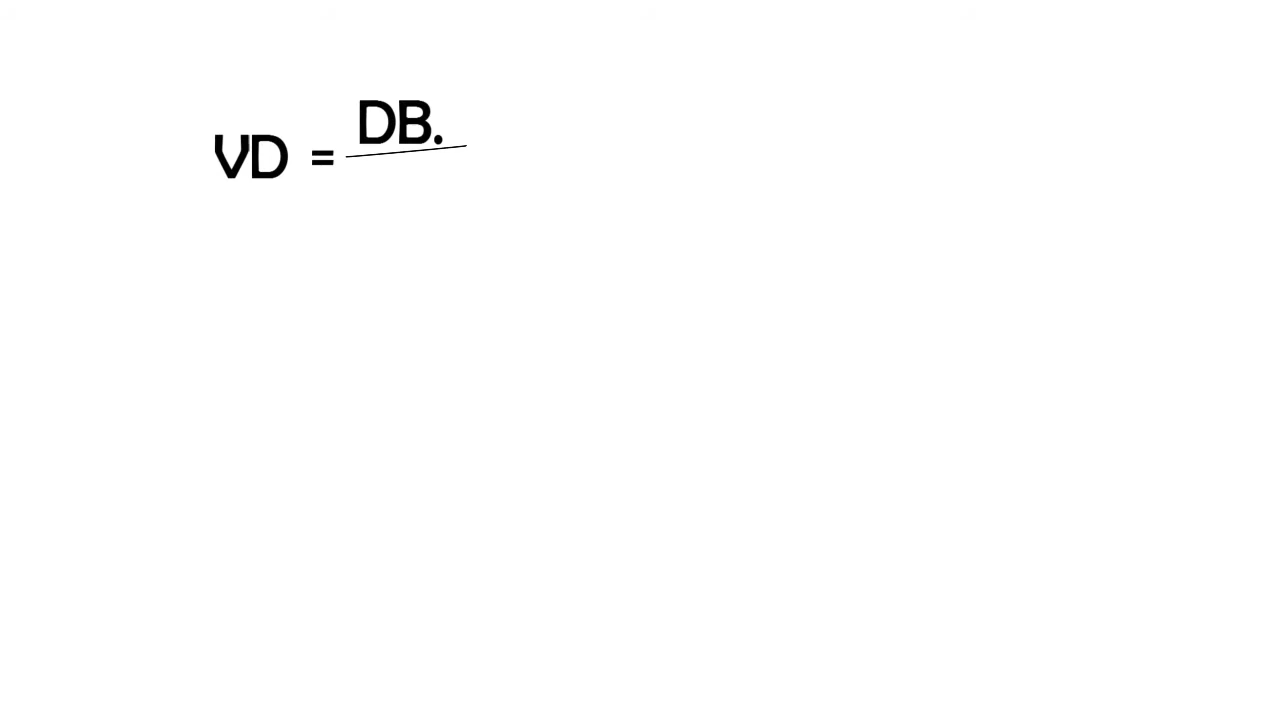 VD = DB.